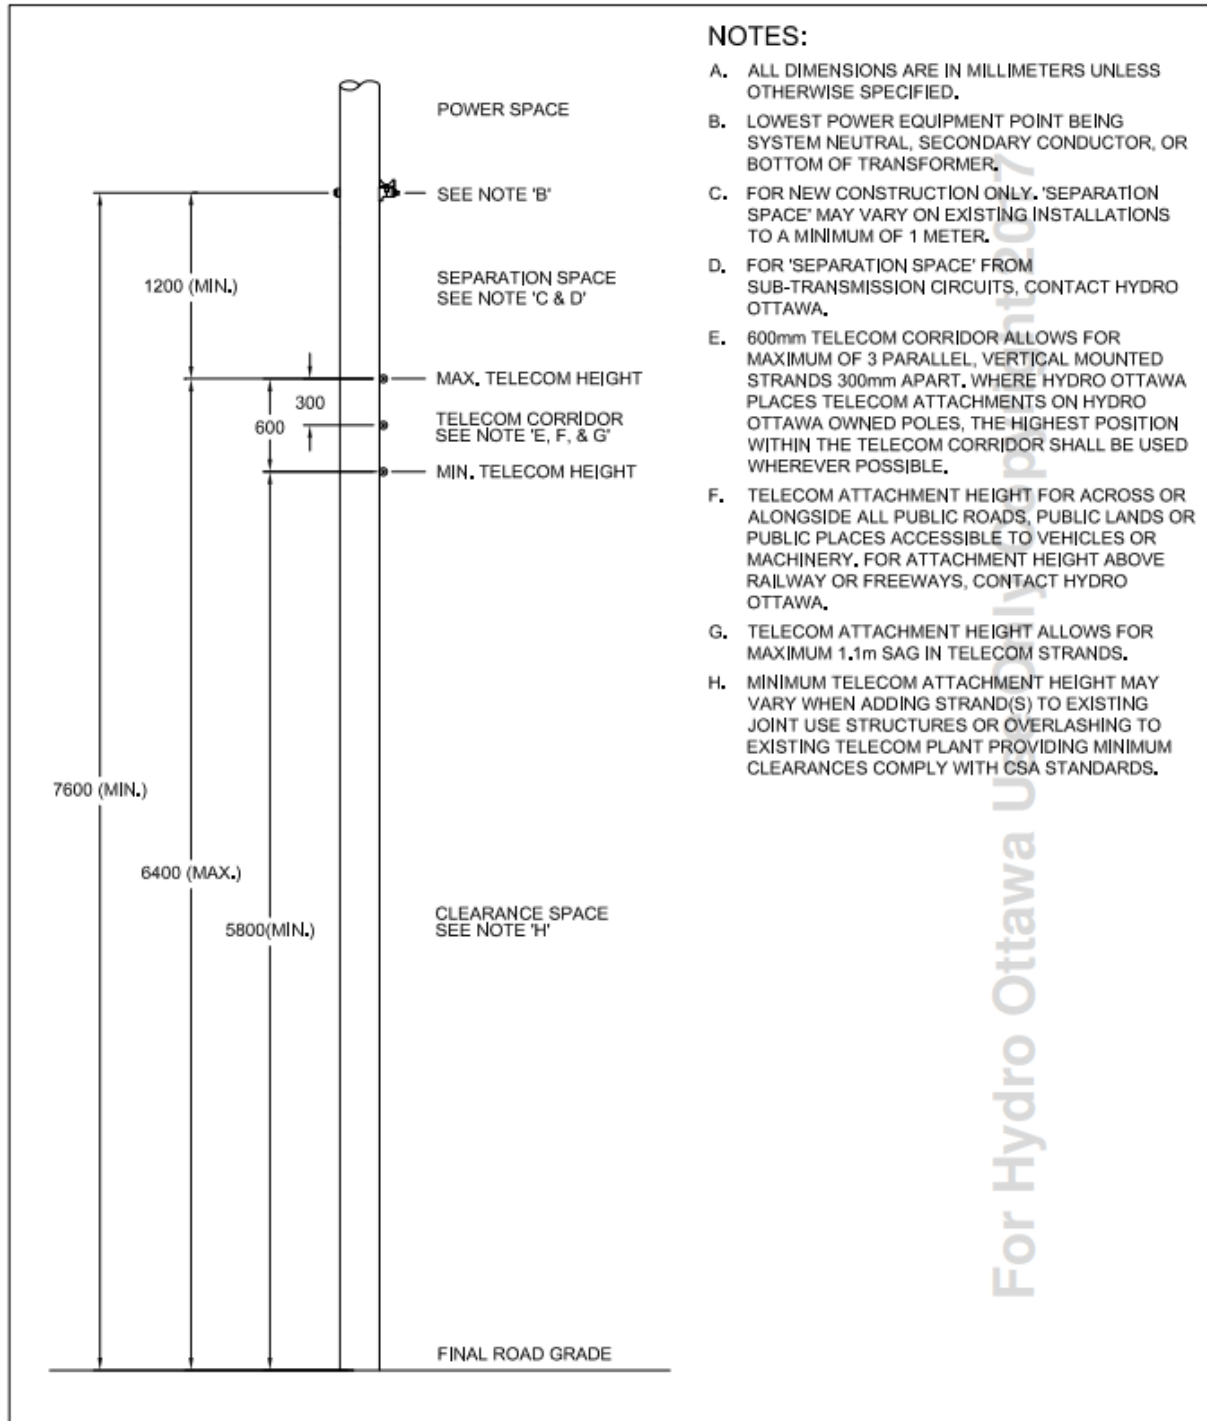 POWER SPACE
SEE NOTE 'B'
1200 (MIN.)
SEPARATION SPACE
SEE NOTE 'C & D'
MAX. TELECOM HEIGHT
300
TELECOM CORRIDOR
SEE NOTE 'E, F, & G'
600
MIN. TELECOM HEIGHT
7600 (MIN.)
6400 (MAX.)
5800(MIN.)
CLEARANCE SPACE
SEE NOTE 'H'
FINAL ROAD GRADE
NOTES:
A. ALL DIMENSIONS ARE IN MILLIMETERS UNLESS
OTHERWISE SPECIFIED.
B. LOWEST POWER EQUIPMENT POINT BEING
SYSTEM NEUTRAL, SECONDARY CONDUCTOR, OR
BOTTOM OF TRANSFORMER.
C. FOR NEW CONSTRUCTION ONLY. 'SEPARATION
SPACE' MAY VARY ON EXISTING INSTALLATIONS
TO A MINIMUM OF 1 METER.
D. FOR 'SEPARATION SPACE' FROM
SUB-TRANSMISSION CIRCUITS, CONTACT HYDRO
OTTAWA.
E. 600mm TELECOM CORRIDOR ALLOWS FOR
MAXIMUM OF 3 PARALLEL, VERTICAL MOUNTED
STRANDS 300mm APART. WHERE HYDRO OTTAWA
PLACES TELECOM ATTACHMENTS ON HYDRO
OTTAWA OWNED POLES, THE HIGHEST POSITION
WITHIN THE TELECOM CORRIDOR SHALL BE USED
WHEREVER POSSIBLE.
F. TELECOM ATTACHMENT HEIGHT FOR ACROSS OR
ALONGSIDE ALL PUBLIC ROADS, PUBLIC LANDS OR
PUBLIC PLACES ACCESSIBLE TO VEHICLES OR
MACHINERY. FOR ATTACHMENT HEIGHT ABOVE
RAILWAY OR FREEWAYS, CONTACT HYDRO
OTTAWA.
G. TELECOM ATTACHMENT HEIGHT ALLOWS FOR
MAXIMUM 1.1m SAG IN TELECOM STRANDS.
H. MINIMUM TELECOM ATTACHMENT HEIGHT MAY
VARY WHEN ADDING STRAND(S) TO EXISTING
JOINT USE STRUCTURES OR OVERLASHING TO
EXISTING TELECOM PLANT PROVIDING MINIMUM
CLEARANCES COMPLY WITH CSA STANDARDS.
For Hydro Ottawa Use Only Copyright 2017